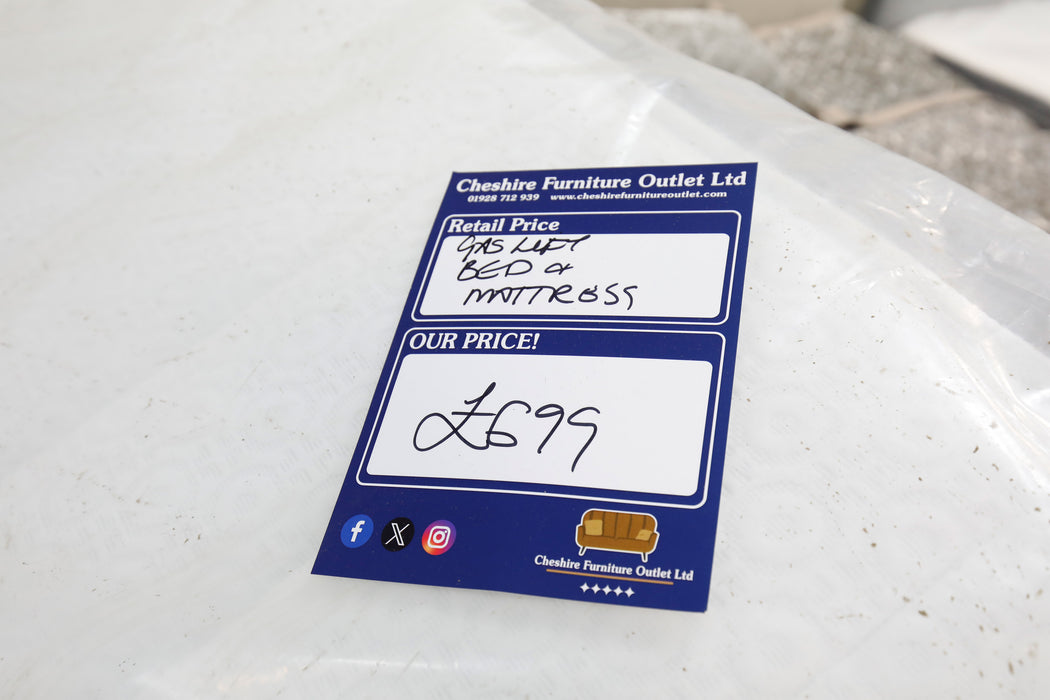 Cheshire Furniture Outlet Ltd
01928 712 939 www.cheshirefurnitureoutlet.com
Retail Price
GAS LIFT
BED &
MATTRESS
OUR PRICE!
£699
Cheshire Furniture Outlet Ltd